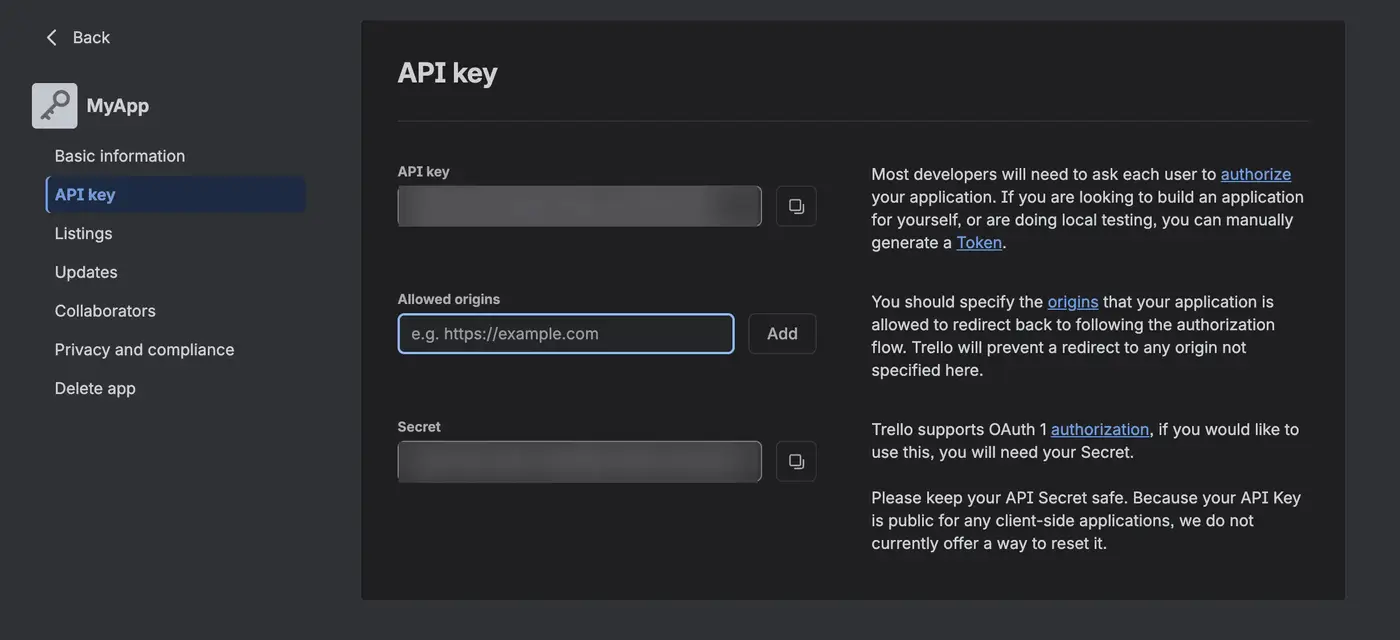 Back
MyApp
Basic information
API key
Listings
Updates
Collaborators
Privacy and compliance
Delete app
API key
API key
Most developers will need to ask each user to authorize
your application. If you are looking to build an application
for yourself, or are doing local testing, you can manually
generate a Token.
Allowed origins
e.g. https://example.com
Add
You should specify the origins that your application is
allowed to redirect back to following the authorization
flow. Trello will prevent a redirect to any origin not
specified here.
Secret
Trello supports OAuth 1 authorization, if you would like to
use this, you will need your Secret.
Please keep your API Secret safe. Because your API Key
is public for any client-side applications, we do not
currently offer a way to reset it.